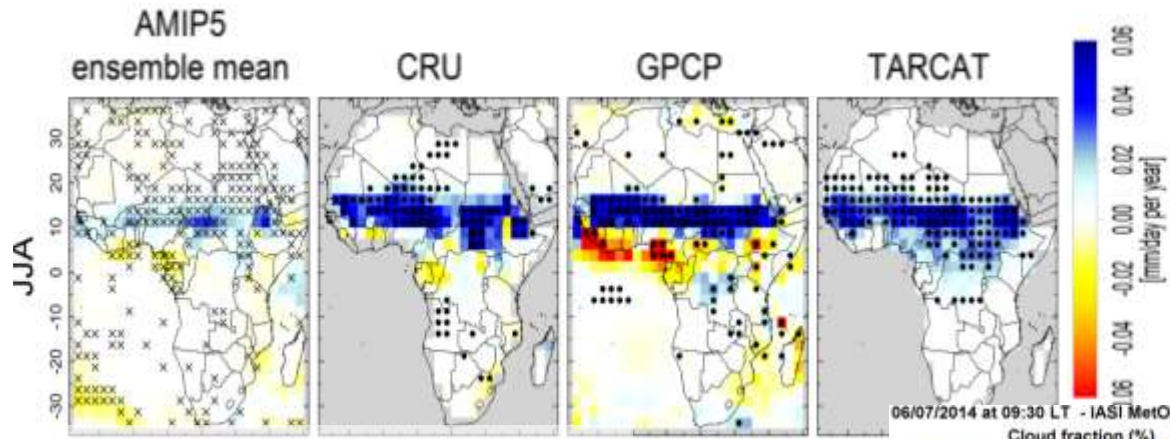 AMIP5
ensemble mean
CRU
GPCP
TARCAT
JJA
30
20
10
0
-10
-20
-30
0.06
0.04
0.02
0.00
-0.02
-0.04
-0.06
[mm/day per year]
06/07/2014 at 09:30 LT - IASI MetO
Cloud fraction (%)